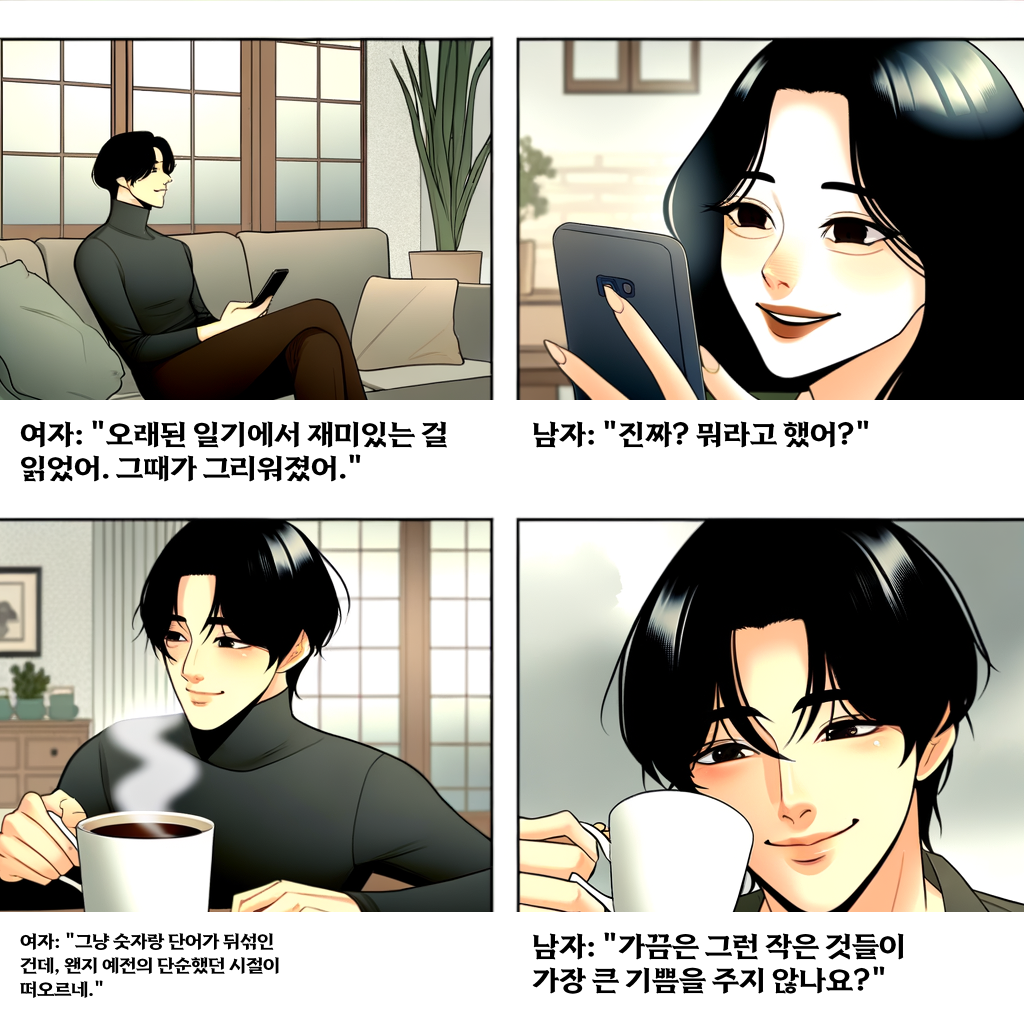 여자: "오래된 일기에서 재미있는 걸
읽었어. 그때가 그리워졌어."
남자: "진짜? 뭐라고 했어?"
여자: "그냥 숫자랑 단어가 뒤섞인
건데, 왠지 예전의 단순했던 시절이
떠오르네."
남자: "가끔은 그런 작은 것들이
가장 큰 기쁨을 주지 않나요?"